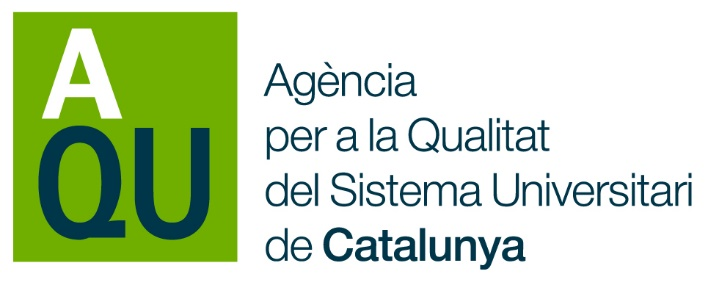 A
QU
Agència
per a la Qualitat
del Sistema Universitari
de Catalunya